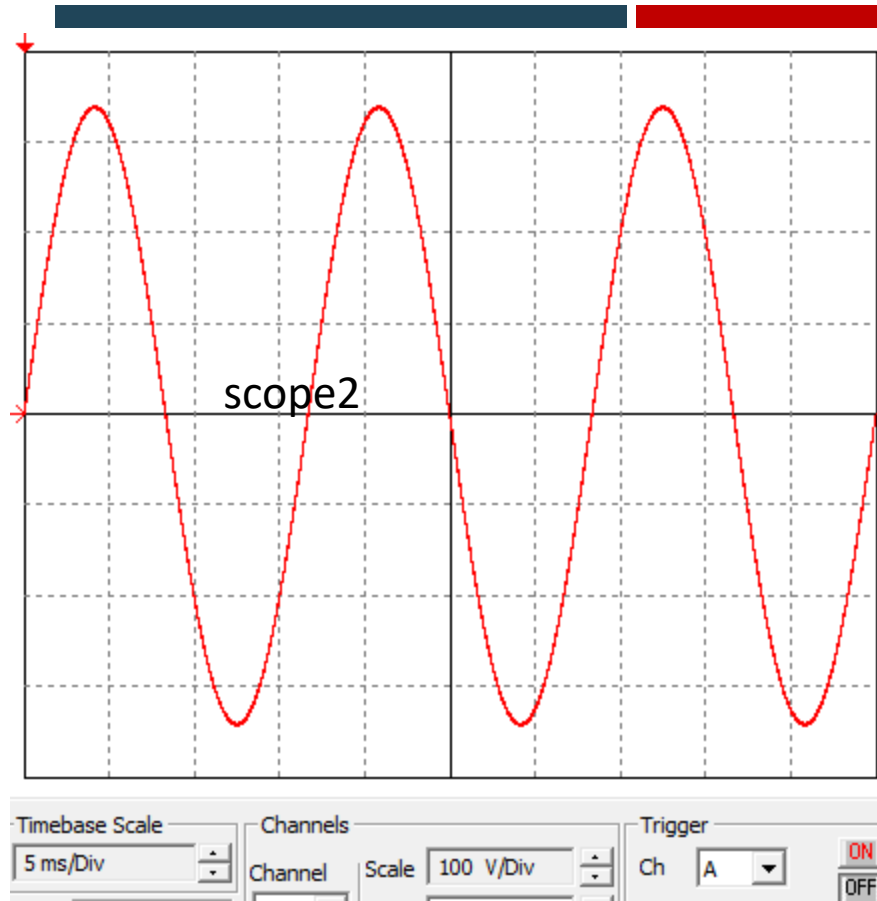 scope2
Timebase Scale
5 ms/Div
Channels
Channel
Scale
100 V/Div
Trigger
Ch
A
ON
OFF